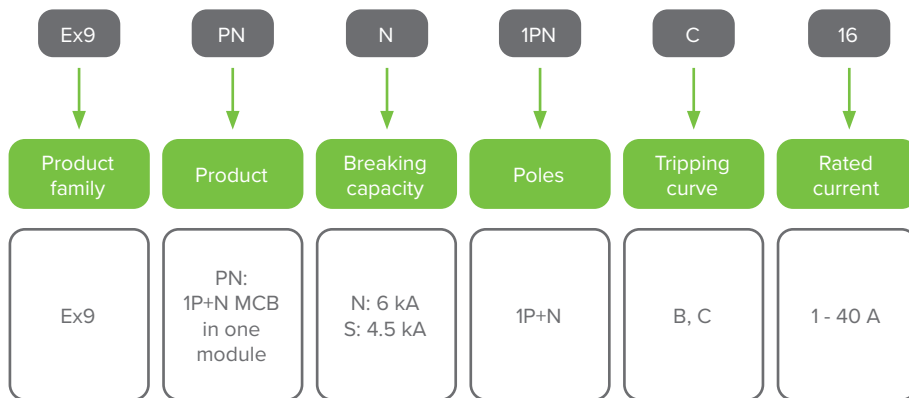 Ex9 PN N 1PN C 16
Product family
Product
Breaking capacity
Poles
Tripping curve
Rated current
Ex9
PN:
1P+N MCB
in one
module
N: 6 kA
S: 4.5 kA
1P+N
B, C
1 - 40 A